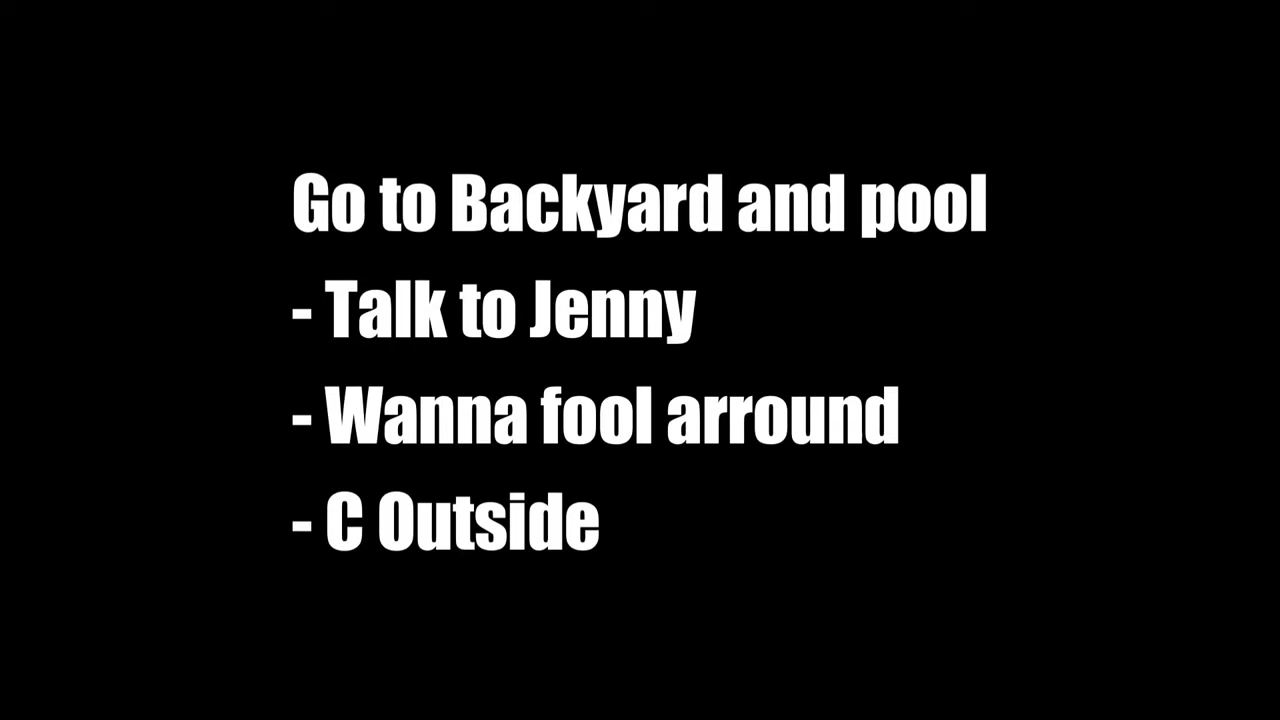 Go to Backyard and pool
- Talk to Jenny
- Wanna fool arround
- C Outside